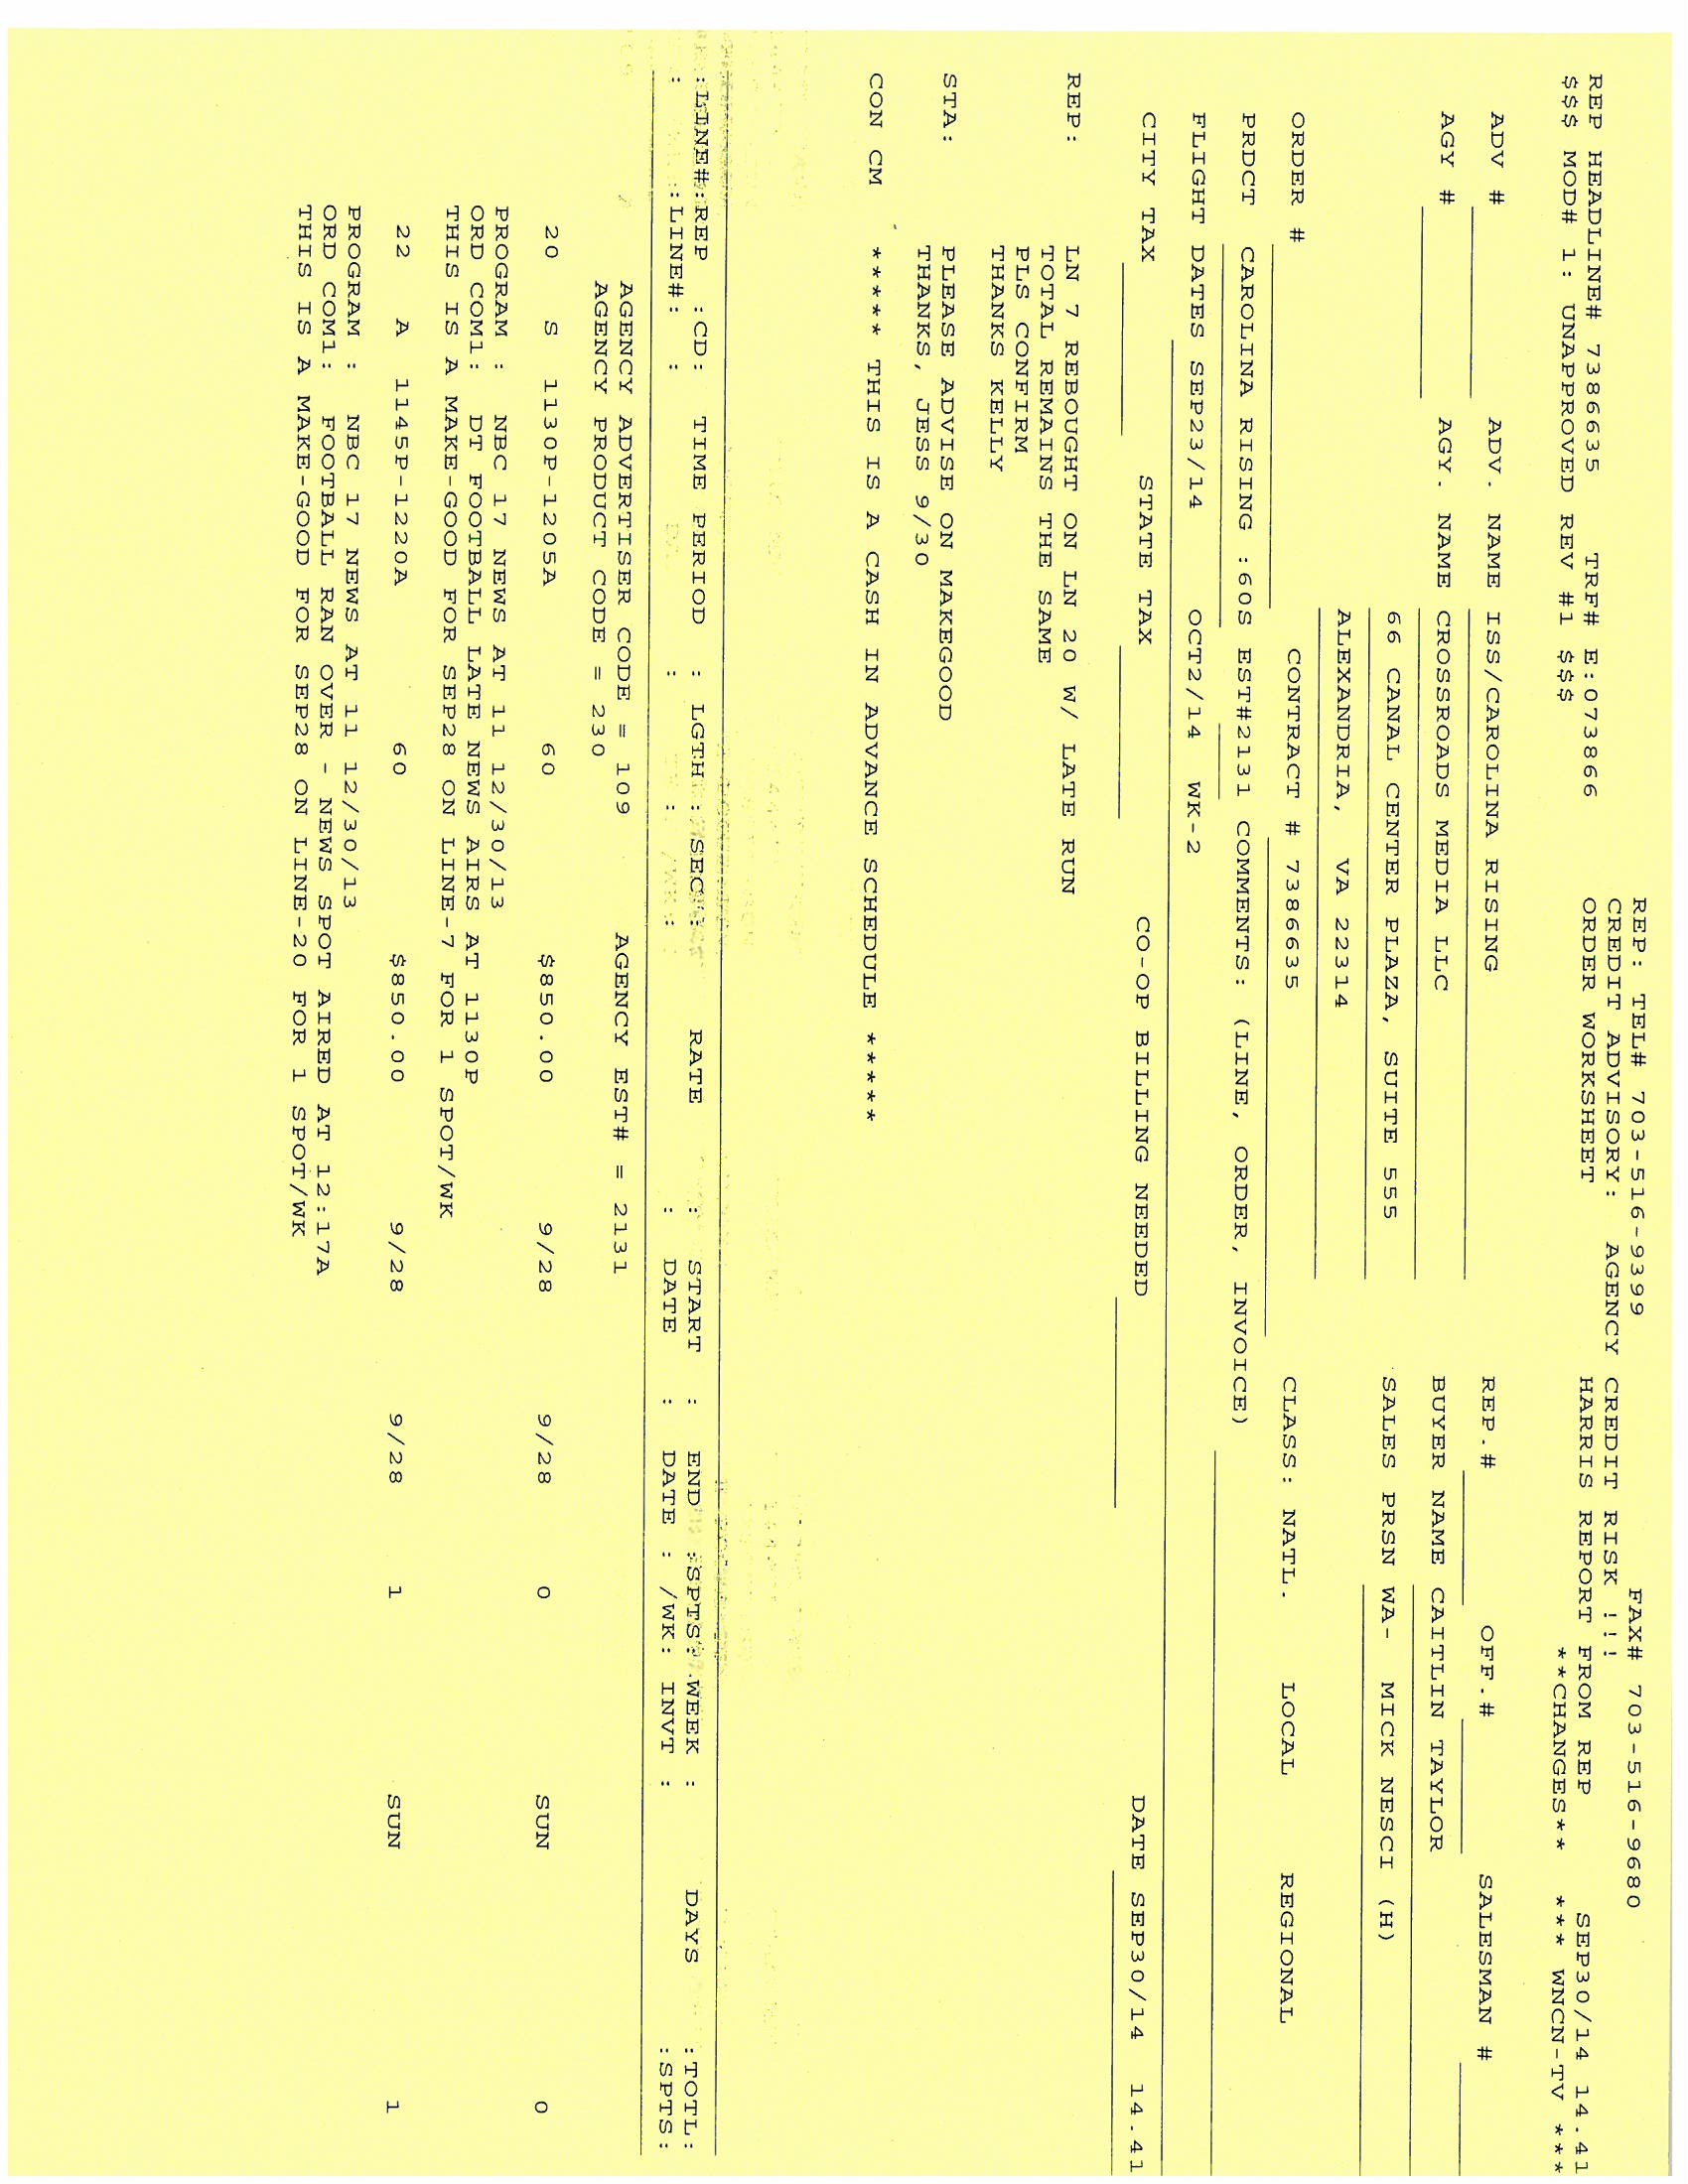 REP: TEL# 703-516-9399 FAX# 703-516-9680
CREDIT ADVISORY: AGENCY CREDIT RISK !!!
ORDER WORKSHEET HARRIS REPORT FROM REP SEP30/14 14.41
REP HEADLINE# 7386635 TRF# E:073866 **CHANGES** *** WNCN-TV ***
$$$ MOD# 1: UNAPPROVED REV #1 $$$
ADV # ADV. NAME ISS/CAROLINA RISING REP.# OFF.# SALESMAN #
AGY # AGY. NAME CROSSROADS MEDIA LLC BUYER NAME CAITLIN TAYLOR
66 CANAL CENTER PLAZA, SUITE 555 SALES PRSN WA- MICK NESCI (H)
ALEXANDRIA, VA 22314
ORDER # CONTRACT # 7386635 CLASS: NATL. LOCAL REGIONAL
PRDCT CAROLINA RISING :60S EST#2131 COMMENTS: (LINE, ORDER, INVOICE)
FLIGHT DATES SEP23/14 OCT2/14 WK-2
CITY TAX STATE TAX CO-OP BILLING NEEDED DATE SEP30/14 14.41
REP: LN 7 REBOUGHT ON LN 20 W/ LATE RUN
TOTAL REMAINS THE SAME
PLS CONFIRM
THANKS KELLY
STA: PLEASE ADVISE ON MAKEGOOD
THANKS, JESS 9/30
CON CM ***** THIS IS A CASH IN ADVANCE SCHEDULE *****
:LINE#:REP :CD: TIME PERIOD : LGTH : SEC : RATE : START : END :SPTS: WEEK : DAYS :TOTL:
: :LINE#: : : : : : DATE : DATE : /WK: INVT : :SPTS:
AGENCY ADVERTISER CODE = 109 AGENCY EST# = 2131
AGENCY PRODUCT CODE = 230
20 S 1130P-1205A 60 $850.00 9/28 9/28 0 SUN 0
PROGRAM : NBC 17 NEWS AT 11 12/30/13
ORD COM1: DT FOOTBALL LATE NEWS AIRS AT 1130P
THIS IS A MAKE-GOOD FOR SEP28 ON LINE-7 FOR 1 SPOT/WK
22 A 1145P-1220A 60 $850.00 9/28 9/28 1 SUN 1
PROGRAM : NBC 17 NEWS AT 11 12/30/13
ORD COM1: FOOTBALL RAN OVER - NEWS SPOT AIRED AT 12:17A
THIS IS A MAKE-GOOD FOR SEP28 ON LINE-20 FOR 1 SPOT/WK